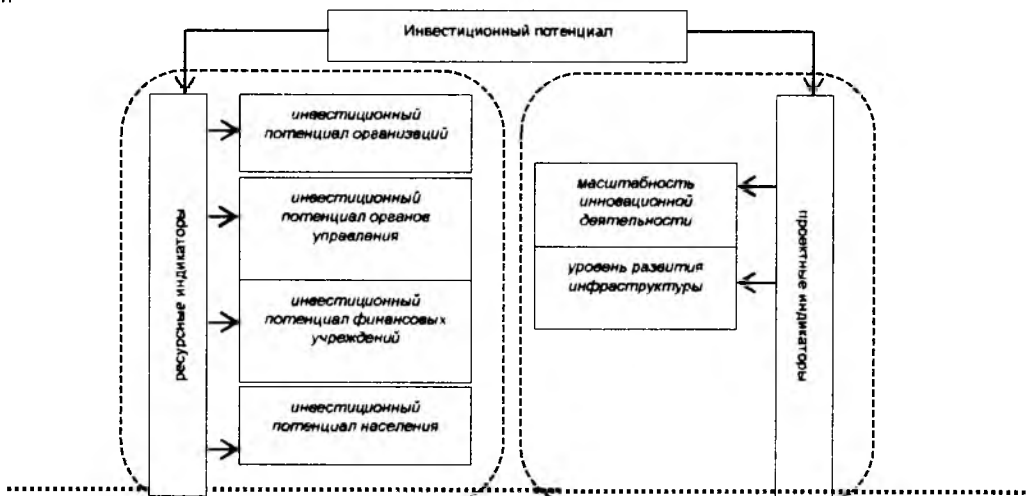 Инвестиционный потенциал
ресурсные индикаторы
инвестиционный
потенциал организаций
инвестиционный
потенциал органов
управления
инвестиционный
потенциал финансовых
учреждений
инвестиционный
потенциал населения
масштабность
инновационной
деятельности
уровень развития
инфраструктуры
проектные индикаторы